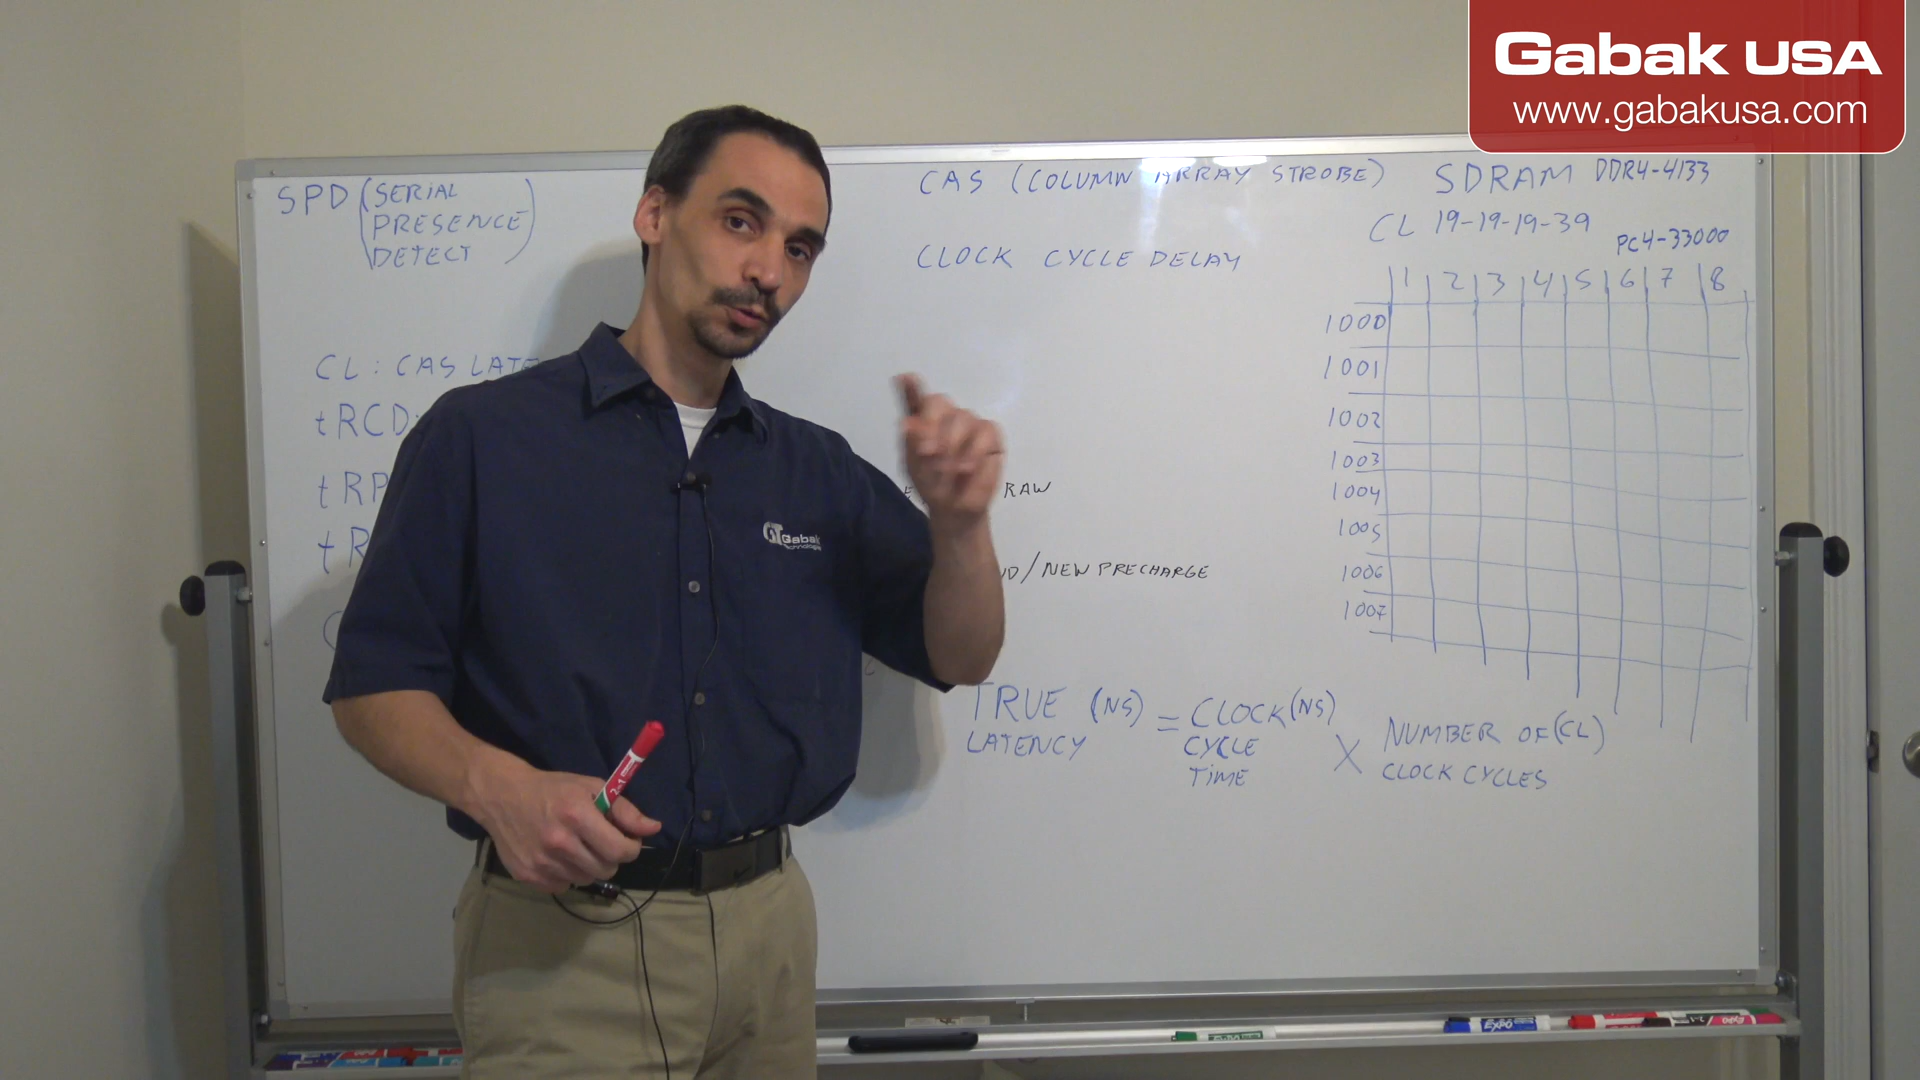 Gabak USA
www.gabakusa.com
SPD (SERIAL
PRESENCE
DETECT)
CAS (COLUMN ARRAY STROBE)
CLOCK CYCLE DELAY
SDRAM DDR4-4133
CL 19-19-19-39
PC4-33000
1 2 3 4 5 6 7 8
1000
1001
1002
1003
1004
1005
1006
1007
CL: CAS
tRCD:
tRP
RAW
/NEW PRECHARGE
Gabak
TRUE (NS) = CLOCK (NS) X NUMBER OF (CL)
LATENCY CYCLE CLOCK CYCLES
TIME
EXPO